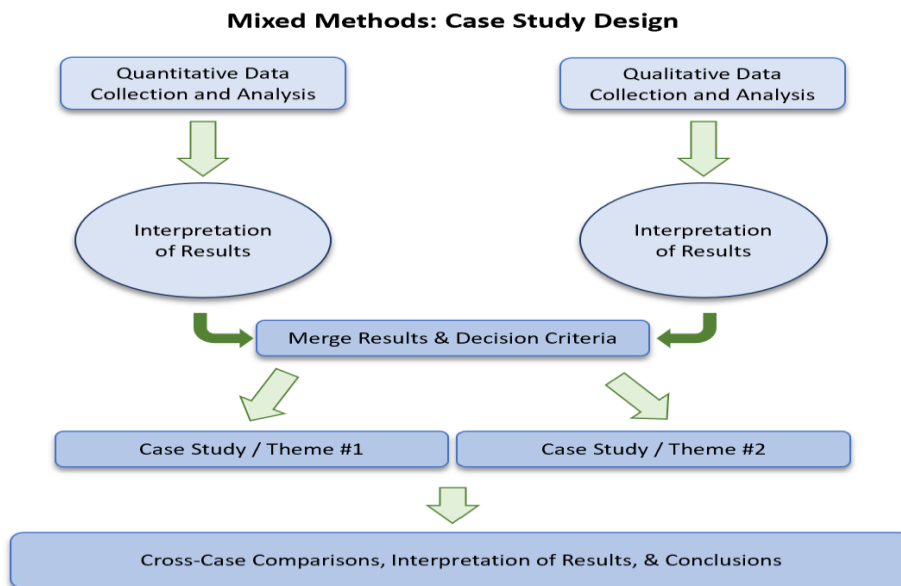 Mixed Methods: Case Study Design
Quantitative Data
Collection and Analysis
Qualitative Data
Collection and Analysis
Interpretation
of Results
Interpretation
of Results
Merge Results & Decision Criteria
Case Study / Theme #1
Case Study / Theme #2
Cross-Case Comparisons, Interpretation of Results, & Conclusions